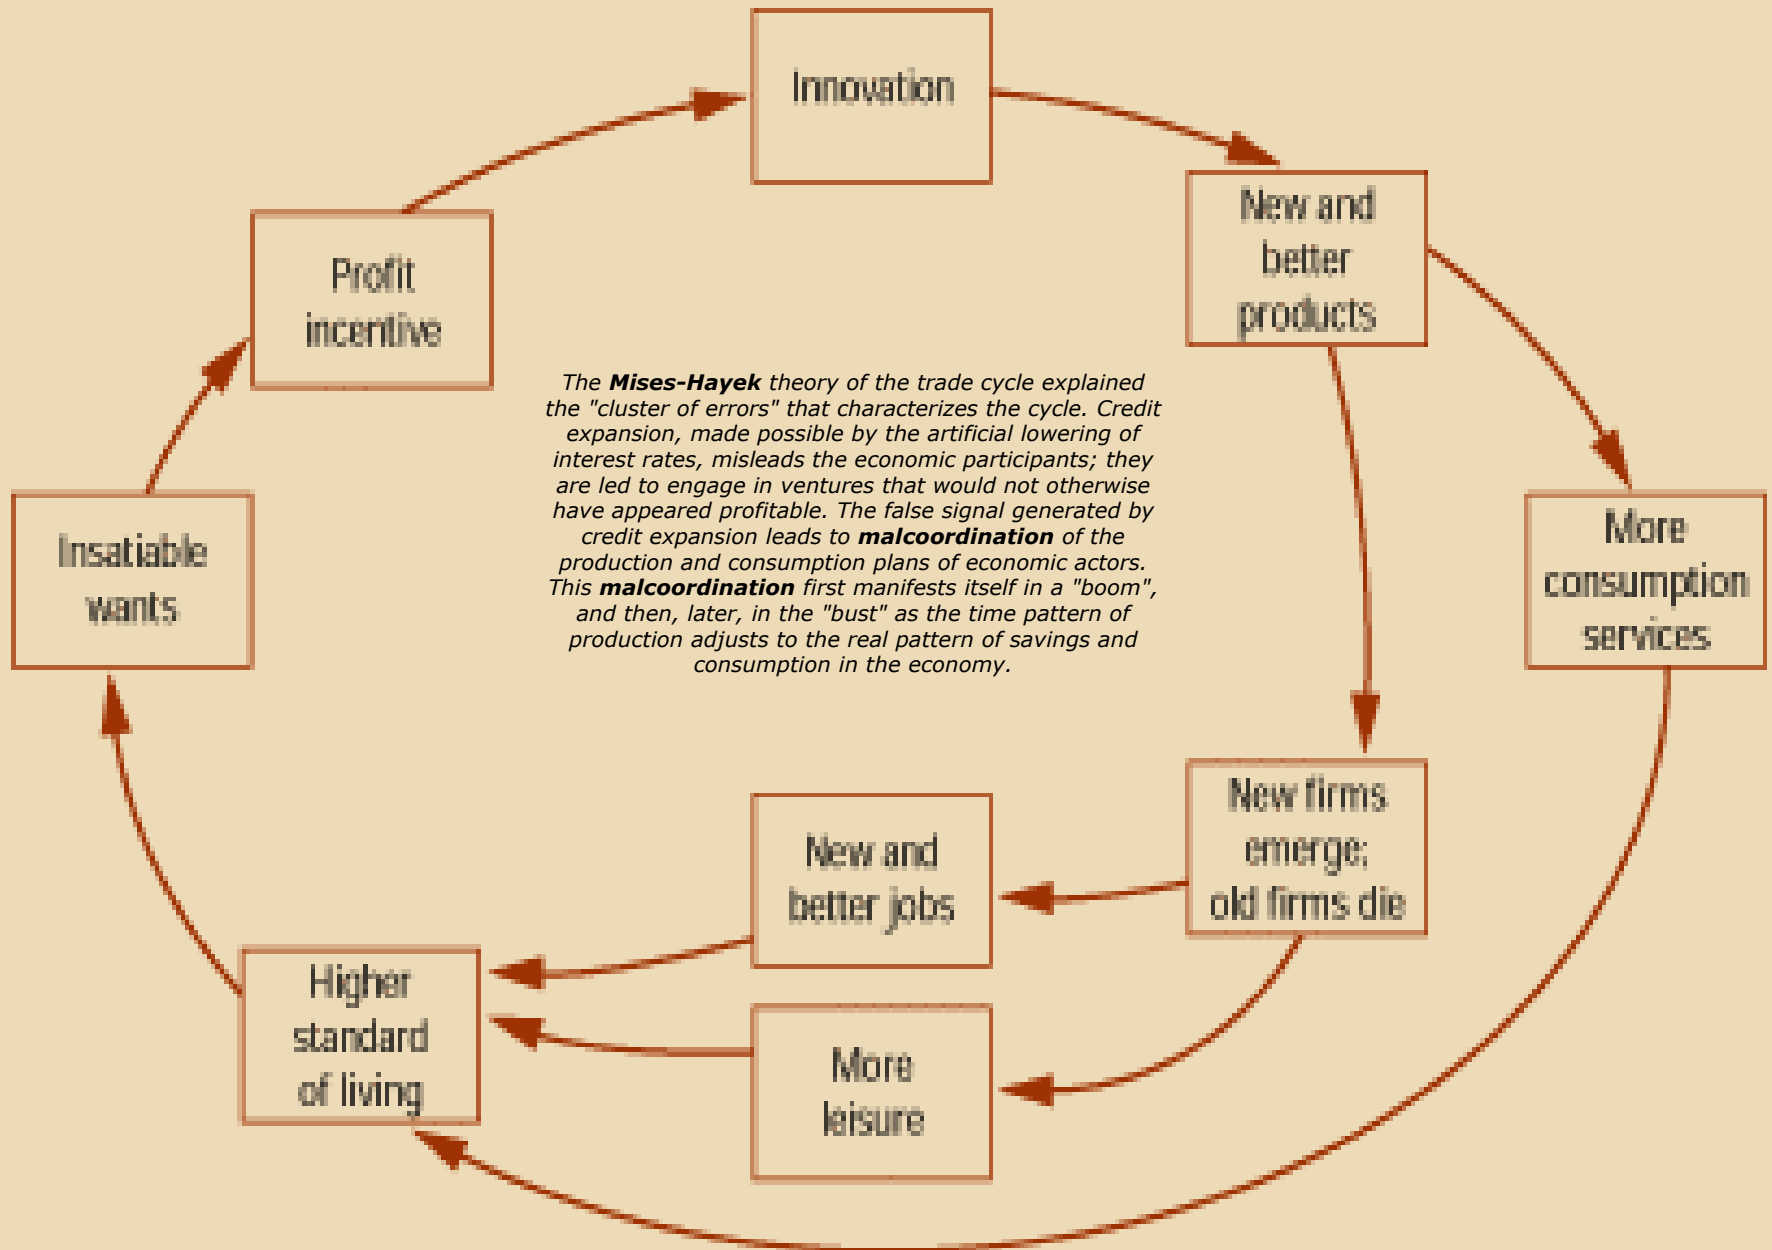 Innovation
New and
better
products
Profit
incentive
The Mises-Hayek theory of the trade cycle explained
the "cluster of errors" that characterizes the cycle. Credit
expansion, made possible by the artificial lowering of
interest rates, misleads the economic participants; they
are led to engage in ventures that would not otherwise
have appeared profitable. The false signal generated by
credit expansion leads to malcoordination of the
production and consumption plans of economic actors.
This malcoordination first manifests itself in a "boom",
and then, later, in the "bust" as the time pattern of
production adjusts to the real pattern of savings and
consumption in the economy.
Insatiable
wants
More
consumption
services
New firms
emerge;
old firms die
New and
better jobs
Higher
standard
of living
More
leisure